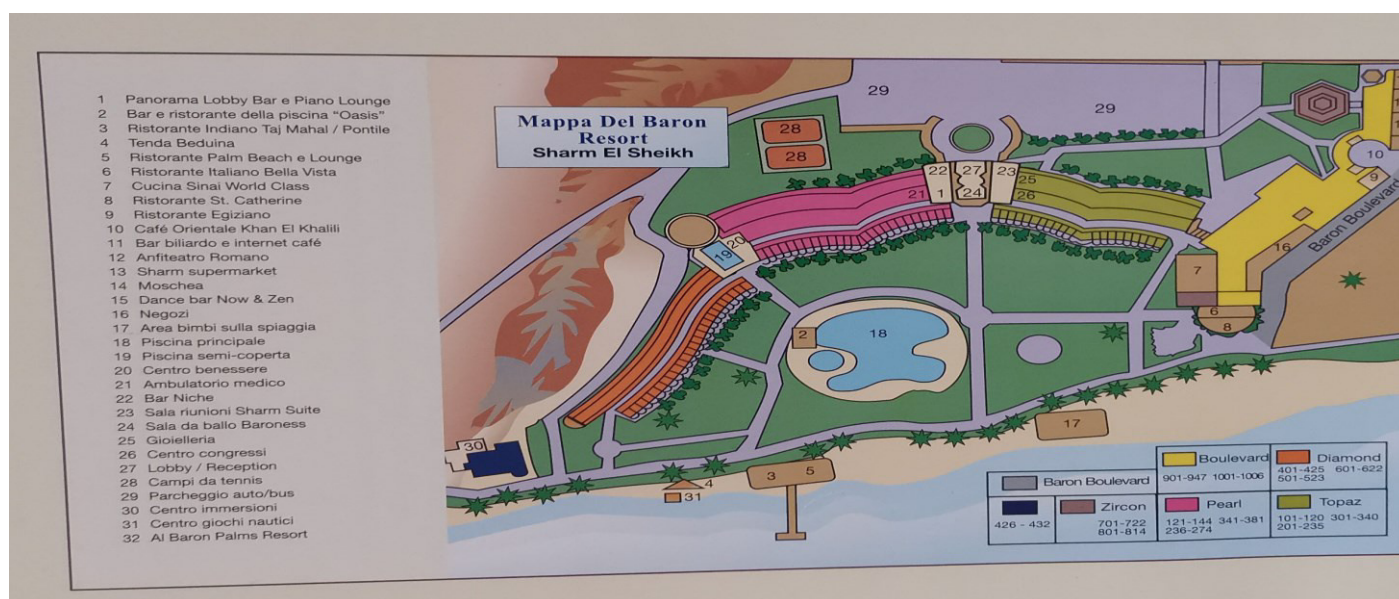 1 Panorama Lobby Bar e Piano Lounge
2 Bar e ristorante della piscina "Oasis"
3 Ristorante Indiano Taj Mahal / Pontile
4 Tenda Beduina
5 Ristorante Palm Beach e Lounge
6 Ristorante Italiano Bella Vista
7 Cucina Sinai World Class
8 Ristorante St. Catherine
9 Ristorante Egiziano
10 Café Orientale Khan El Khalili
11 Bar biliardo e internet café
12 Anfiteatro Romano
13 Sharm supermarket
14 Moschea
15 Dance bar Now & Zen
16 Negozi
17 Area bimbi sulla spiaggia
18 Piscina principale
19 Piscina semi-coperta
20 Centro benessere
21 Ambulatorio medico
22 Bar Niche
23 Sala riunioni Sharm Suite
24 Sala da ballo Baroness
25 Gioielleria
26 Centro congressi
27 Lobby / Reception
28 Campi da tennis
29 Parcheggio auto/bus
30 Centro immersioni
31 Centro giochi nautici
32 Al Baron Palms Resort
Mappa Del Baron
Resort
Sharm El Sheikh
29
29
28
28
22
27
23
21
1
24
25
26
10
9
Baron Boulevard
16
20
19
7
6
8
2
18
17
30
3
5
4
31
Boulevard
901-947 1001-1006
Diamond
401-425 601-622
501-523
Baron Boulevard
426 - 432
Zircon
701-722
801-814
Pearl
121-144 341-381
236-274
Topaz
101-120 301-340
201-235